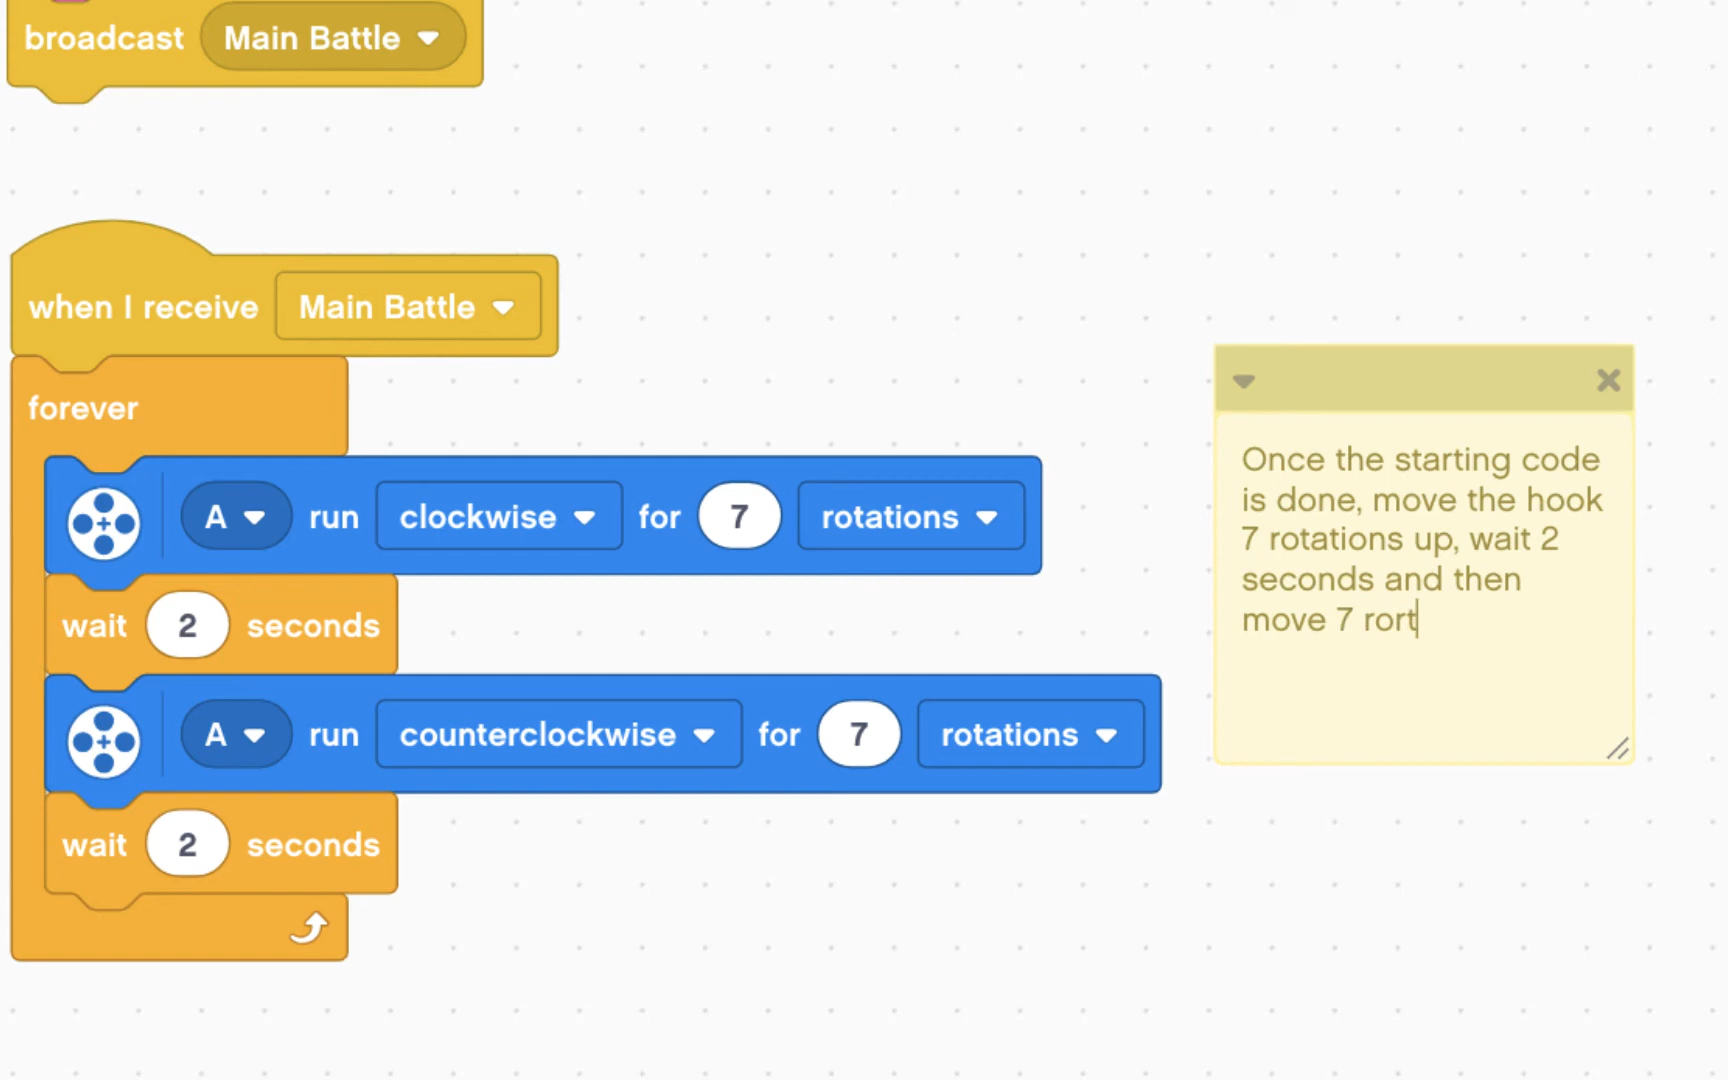 broadcast Main Battle
when I receive Main Battle
forever
A run clockwise for 7 rotations
wait 2 seconds
A run counterclockwise for 7 rotations
wait 2 seconds
Once the starting code
is done, move the hook
7 rotations up, wait 2
seconds and then
move 7 rort